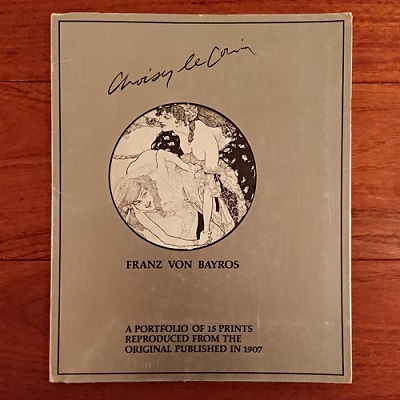 Choisy le Conin
FRANZ VON BAYROS
A PORTFOLIO OF 15 PRINTS
REPRODUCED FROM THE
ORIGINAL PUBLISHED IN 1907